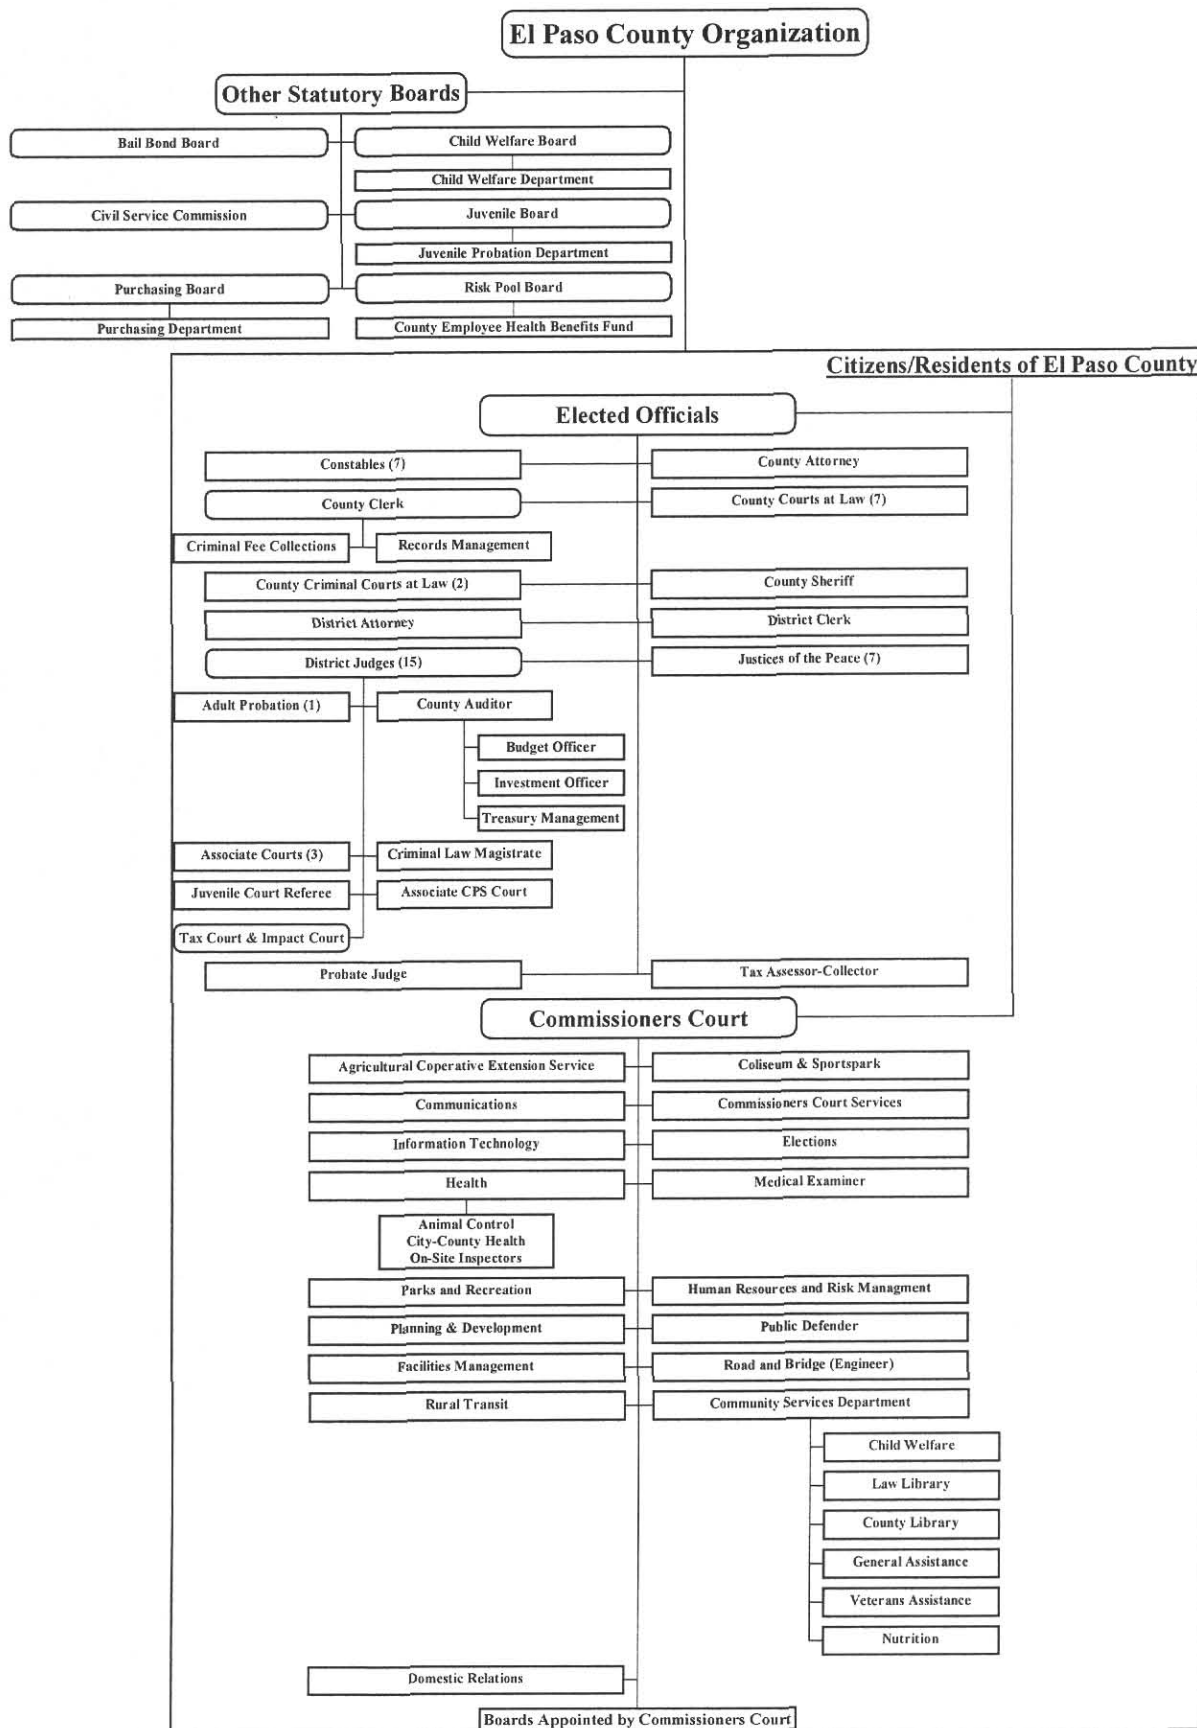 El Paso County Organization
Other Statutory Boards
Bail Bond Board
Child Welfare Board
Child Welfare Department
Civil Service Commission
Juvenile Board
Juvenile Probation Department
Purchasing Board
Risk Pool Board
Purchasing Department
County Employee Health Benefits Fund
Citizens/Residents of El Paso County
Elected Officials
Constables (7)
County Attorney
County Clerk
County Courts at Law (7)
Criminal Fee Collections
Records Management
County Criminal Courts at Law (2)
County Sheriff
District Attorney
District Clerk
District Judges (15)
Justices of the Peace (7)
Adult Probation (1)
County Auditor
Budget Officer
Investment Officer
Treasury Management
Associate Courts (3)
Criminal Law Magistrate
Juvenile Court Referee
Associate CPS Court
Tax Court & Impact Court
Probate Judge
Tax Assessor-Collector
Commissioners Court
Agricultural Coperative Extension Service
Coliseum & Sportspark
Communications
Commissioners Court Services
Information Technology
Elections
Health
Medical Examiner
Animal Control
City-County Health
On-Site Inspectors
Parks and Recreation
Human Resources and Risk Managment
Planning & Development
Public Defender
Facilities Management
Road and Bridge (Engineer)
Rural Transit
Community Services Department
Child Welfare
Law Library
County Library
General Assistance
Veterans Assistance
Nutrition
Domestic Relations
Boards Appointed by Commissioners Court